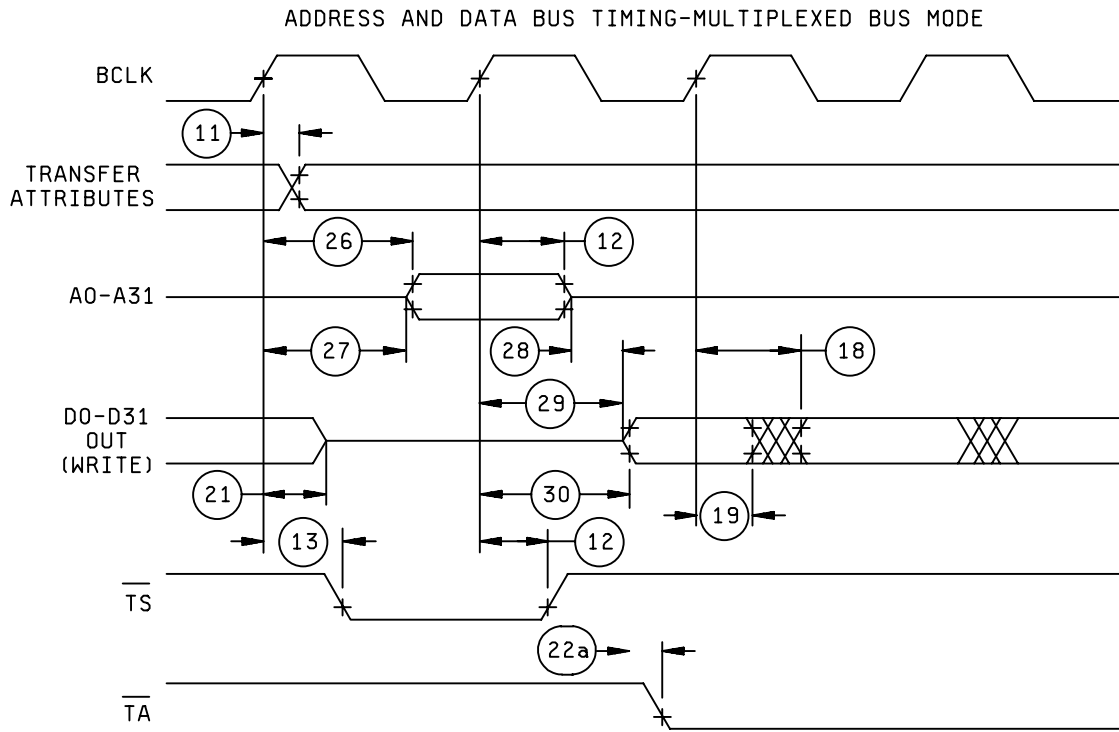 ADDRESS AND DATA BUS TIMING-MULTIPLEXED BUS MODE
BCLK
11
TRANSFER
ATTRIBUTES
26
12
A0-A31
27
28
18
29
D0-D31
OUT
(WRITE)
21
30
19
13
12
TS
22a
TA